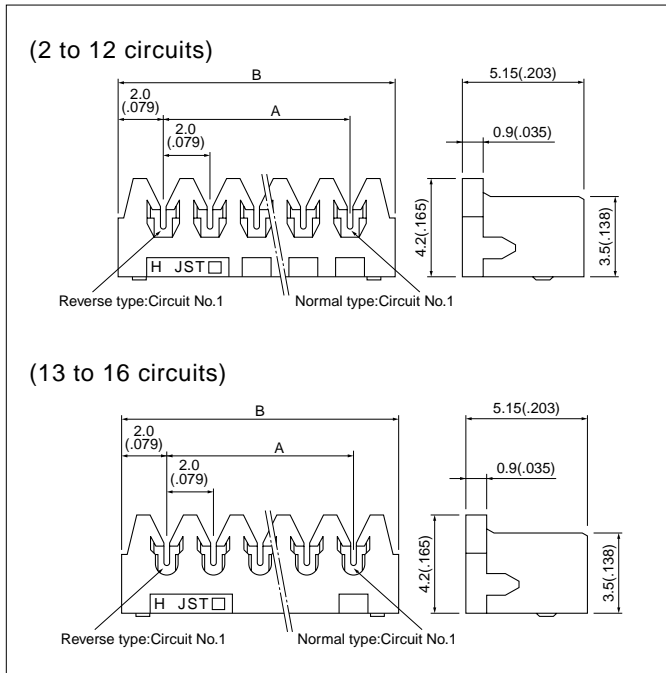 (2 to 12 circuits)
B
5.15(.203)
2.0
(.079)
A
0.9(.035)
2.0
(.079)
4.2(.165)
3.5(.138)
H JST
Reverse type:Circuit No.1
Normal type:Circuit No.1
(13 to 16 circuits)
B
5.15(.203)
2.0
(.079)
A
0.9(.035)
2.0
(.079)
4.2(.165)
3.5(.138)
H JST
Reverse type:Circuit No.1
Normal type:Circuit No.1